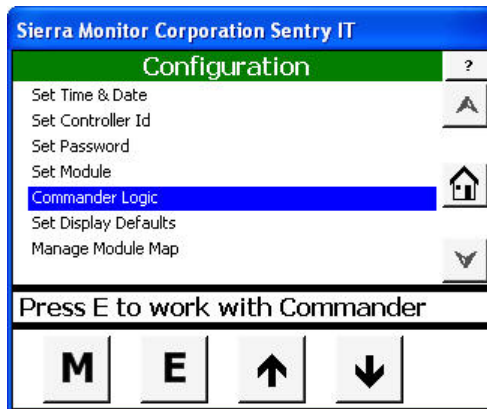 Sierra Monitor Corporation Sentry IT
Configuration
?
Set Time & Date
Set Controller Id
Set Password
Set Module
Commander Logic
Set Display Defaults
Manage Module Map
Press E to work with Commander
M E